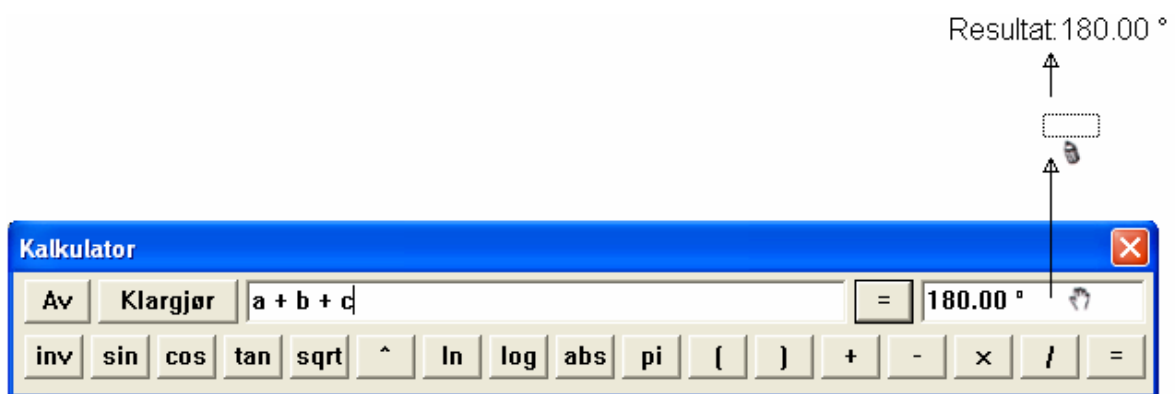 Resultat:180.00 °
Kalkulator
Av Klargjør a + b + c = 180.00 °
inv sin cos tan sqrt ^ ln log abs pi ( ) + - × / =